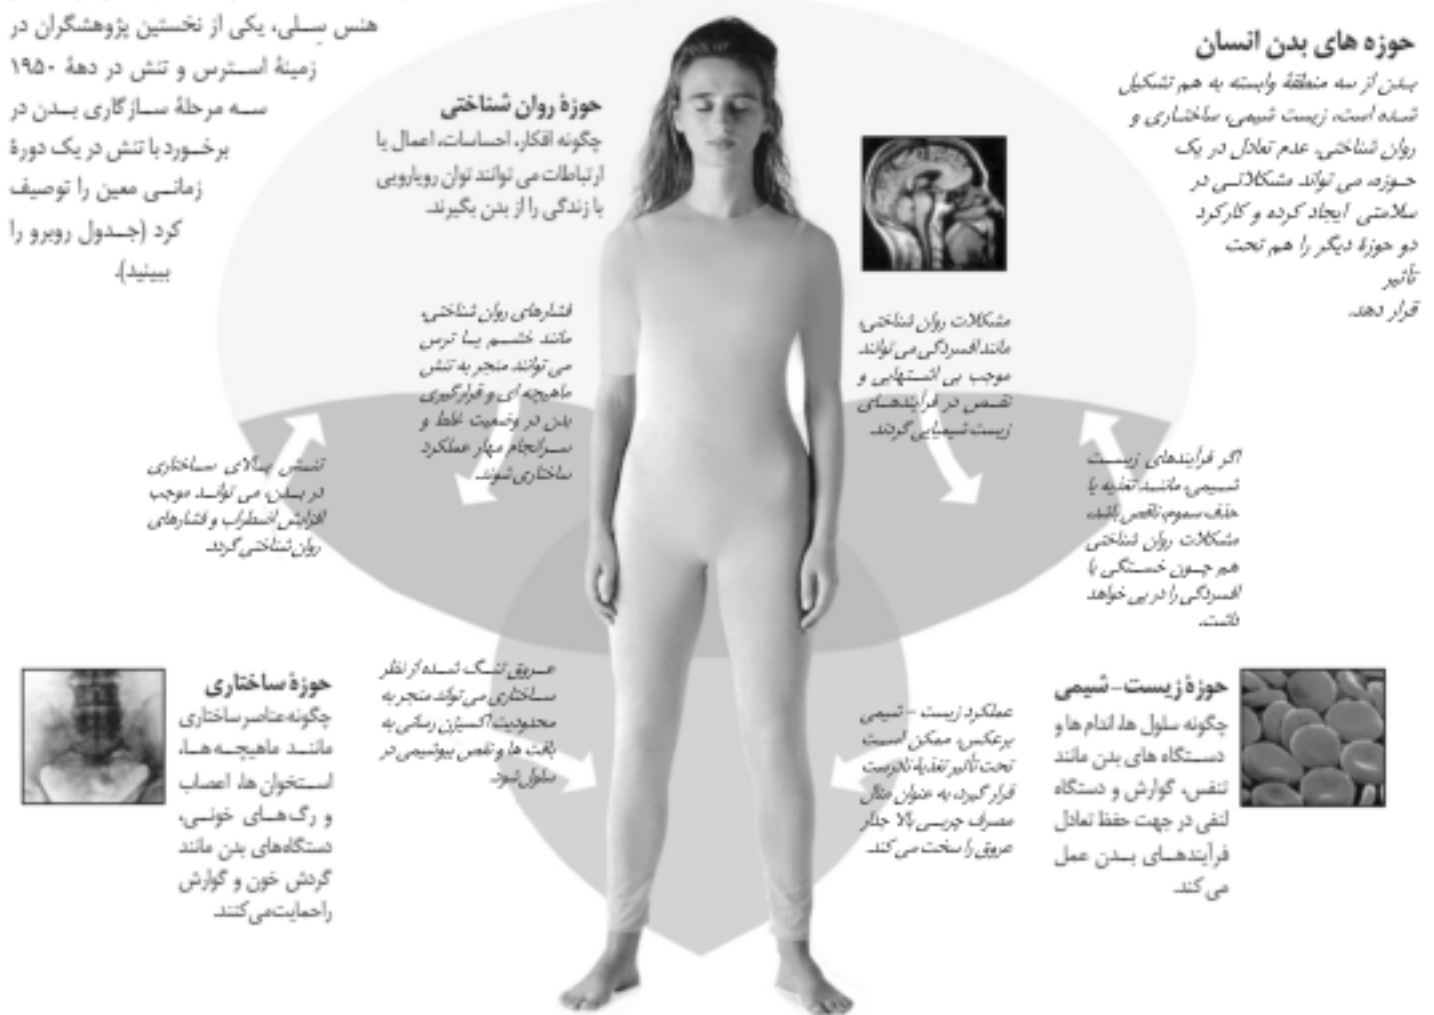 حوزه های بدن انسان
بدن از سه منطقهٔ وابسته به هم تشکیل
شده است، زیست شیمی، ساختاری و
روان شناختی. عدم تعادل در یک
حوزه، می تواند مشکلاتی در
سلامتی ایجاد کرده و کارکرد
دو حوزهٔ دیگر را هم تحت
تأثیر
قرار دهد.
هنس سِلی، یکی از نخستین پژوهشگران در
زمینهٔ استرس و تنش در دههٔ ۱۹۵۰
سه مرحلهٔ سازگاری بدن در
برخورد با تنش در یک دورهٔ
زمانی معین را توصیف
کرد (جدول روبرو را
ببینید).
حوزهٔ روان شناختی
چگونه افکار، احساسات، اعمال یا
ارتباطات می توانند توان رویارویی
با زندگی را از بدن بگیرند.
مشکلات روان شناختی،
مانند افسردگی می توانند
موجب بی اشتهایی و
نقص در فرآیندهای
زیست شیمیایی گردند.
فشارهای روان شناختی،
مانند خشم یا ترس
می توانند منجر به تنش
ماهیچه ای و قرارگیری
بدن در وضعیت غلط و
سرانجام مهار عملکرد
ساختاری شوند.
اگر فرآیندهای زیست
شیمی، مانند تغذیه یا
حذف سموم، ناقص باشد،
مشکلات روان شناختی
هم چون خستگی یا
افسردگی را در پی خواهد
داشت.
تنش بالای ساختاری
در بدن، می تواند موجب
افزایش اضطراب و فشارهای
روان شناختی گردد.
حوزهٔ زیست-شیمی
چگونه سلول ها، اندام ها و
دستگاه های بدن مانند
تنفس، گوارش و دستگاه
لنفی در جهت حفظ تعادل
فرآیندهای بدن عمل
می کند.
عملکرد زیست - شیمی
برعکس، ممکن است
تحت تأثیر تغذیهٔ نادرست
قرار گیرد، به عنوان مثال
مصرف چربی بالا جدار
عروق را سخت می کند.
عروق تنگ شده از نظر
ساختاری می تواند منجر به
محدودیت اکسیژن رسانی به
بافت ها و نقص بیوشیمی در
سلول شود.
حوزهٔ ساختاری
چگونه عناصر ساختاری
مانند ماهیچه ها،
استخوان ها، اعصاب
و رگ های خونی،
دستگاه‌های بدن مانند
گردش خون و گوارش
را حمایت می کنند.